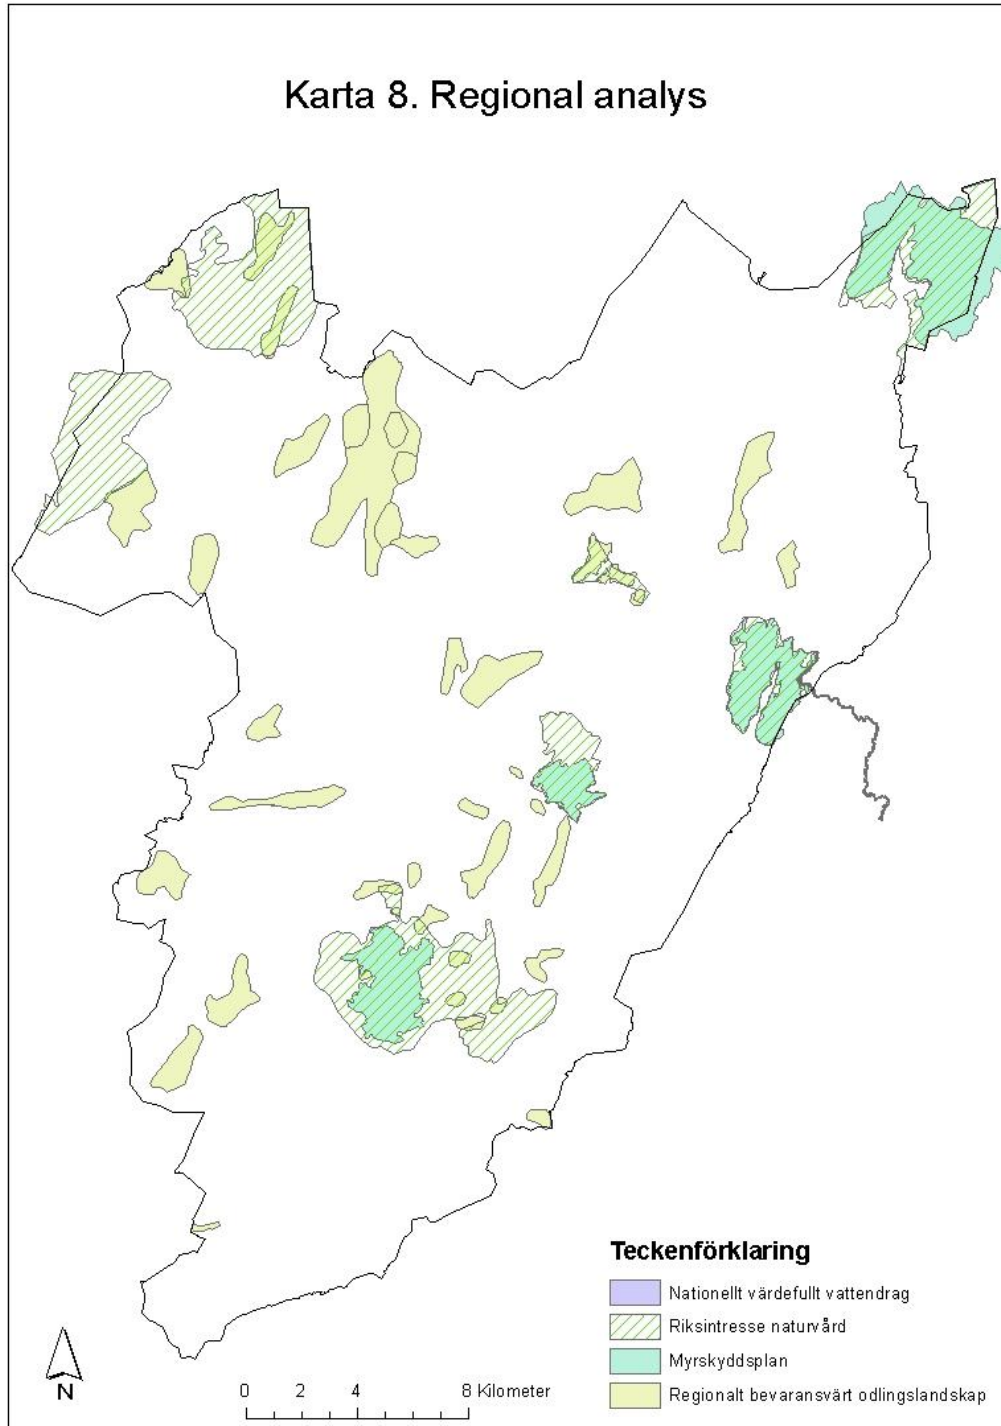 Karta 8. Regional analys
Teckenförklaring
Nationellt värdefullt vattendrag
Riksintresse naturvård
Myrskyddsplan
Regionalt bevaransvärt odlingslandskap
N
0 2 4 8 Kilometer